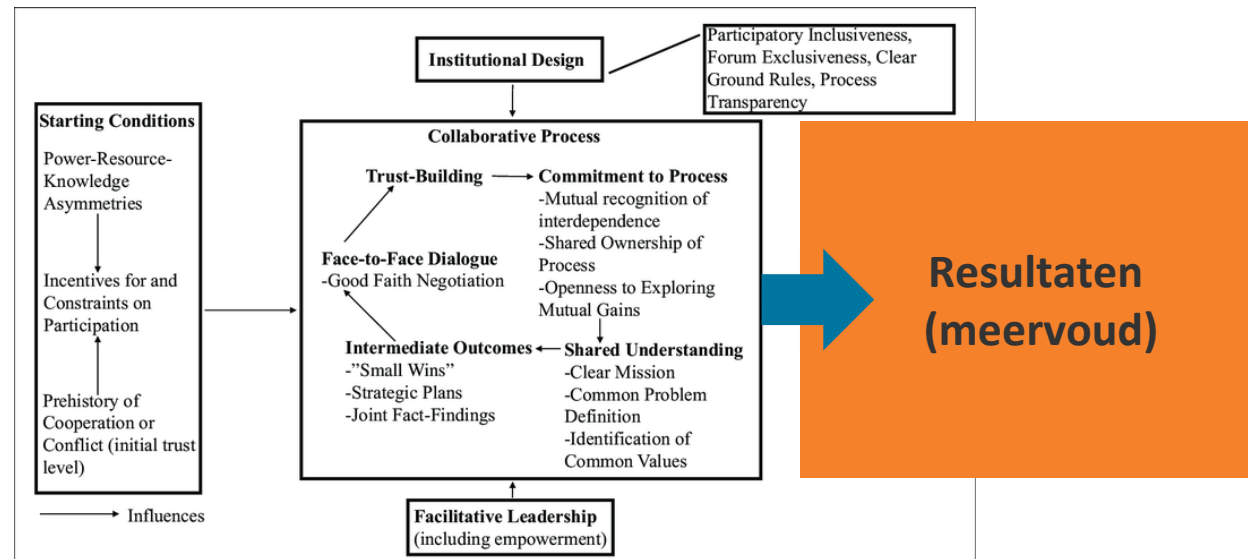 Institutional Design
Participatory Inclusiveness,
Forum Exclusiveness, Clear
Ground Rules, Process
Transparency
Starting Conditions
Power-Resource-
Knowledge
Asymmetries
Incentives for and
Constraints on
Participation
Prehistory of
Cooperation or
Conflict (initial trust
level)
Influences
Collaborative Process
Trust-Building
Commitment to Process
-Mutual recognition of
interdependence
-Shared Ownership of
Process
-Openness to Exploring
Mutual Gains
Face-to-Face Dialogue
-Good Faith Negotiation
Intermediate Outcomes
-”Small Wins”
-Strategic Plans
-Joint Fact-Findings
Shared Understanding
-Clear Mission
-Common Problem
Definition
-Identification of
Common Values
Facilitative Leadership
(including empowerment)
Resultaten
(meervoud)